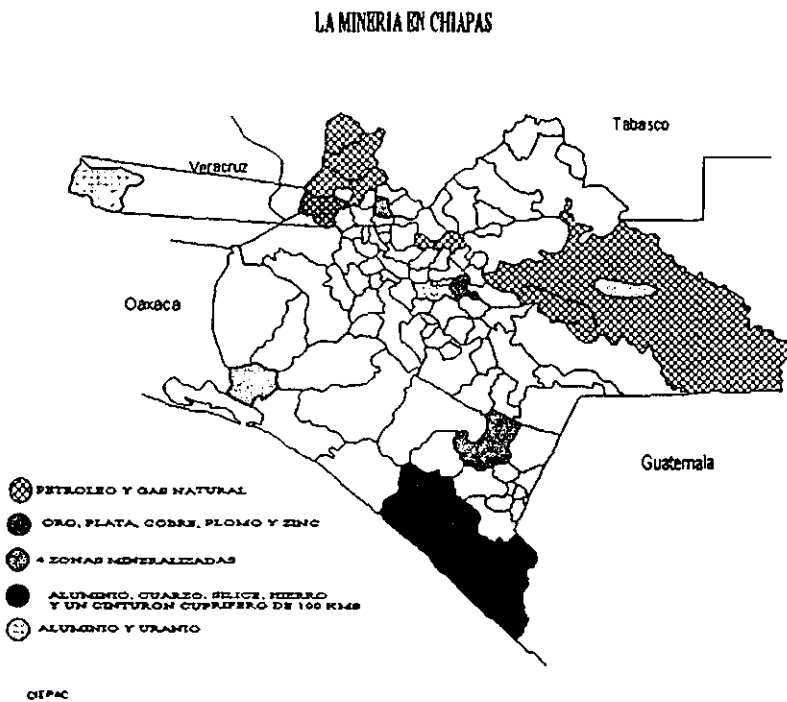 LA MINERIA EN CHIAPAS
Tabasco
Veracruz
Oaxaca
Guatemala
PETROLEO Y GAS NATURAL
ORO, PLATA, COBRE, PLOMO Y ZINC
4 ZONAS MINERALIZADAS
ALUMINIO, CUARZO, SILICE, HIERRO
Y UN CINTURON CUPRIFERO DE 100 KMS
ALUMINIO Y URANIO
CIEPAC